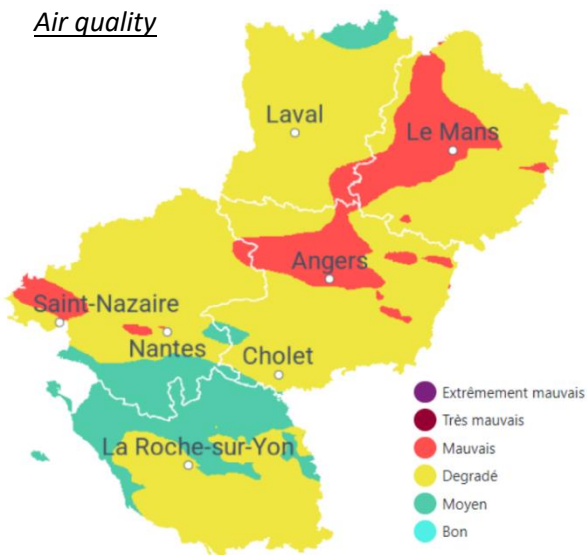 Air quality
Laval
Le Mans
Angers
Saint-Nazaire
Nantes
Cholet
La Roche-sur-Yon
Extrêmement mauvais
Très mauvais
Mauvais
Degradé
Moyen
Bon